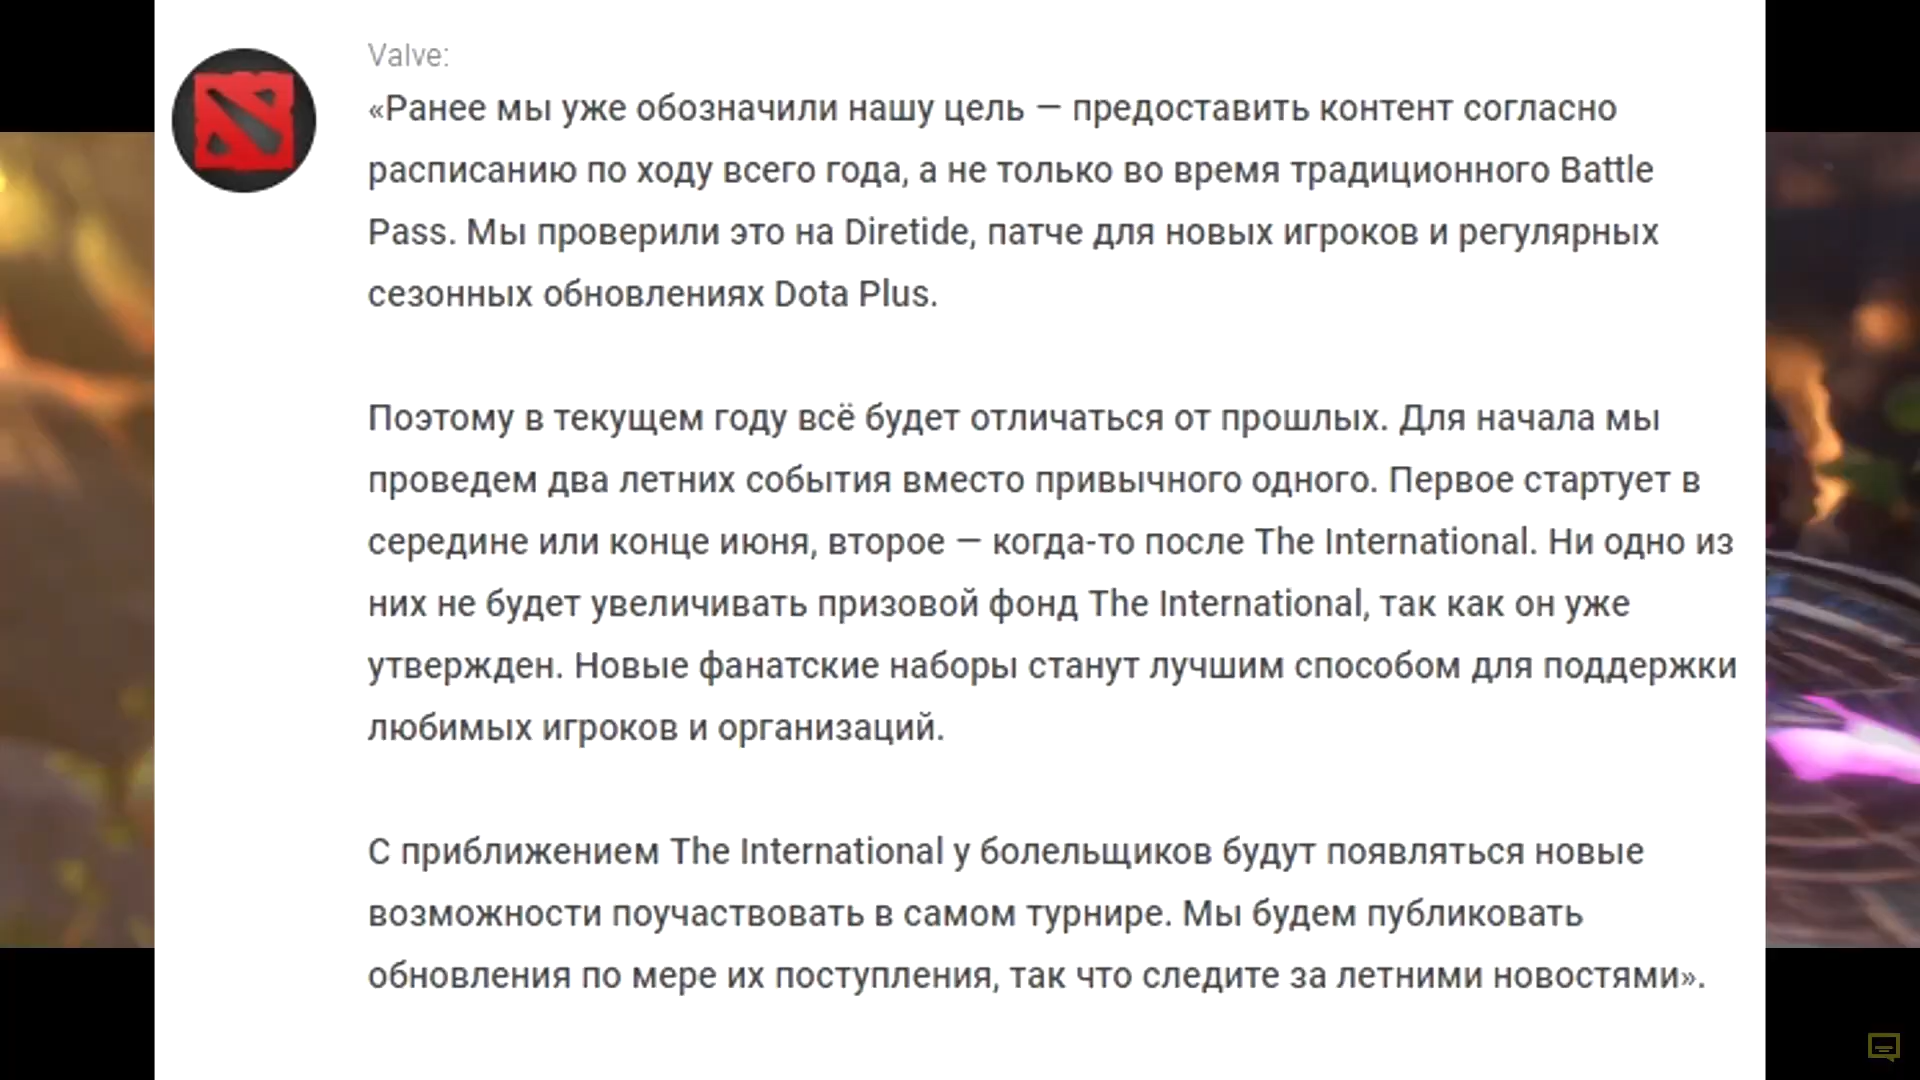 Valve:
«Ранее мы уже обозначили нашу цель — предоставить контент согласно
расписанию по ходу всего года, а не только во время традиционного Battle
Pass. Мы проверили это на Diretide, патче для новых игроков и регулярных
сезонных обновлениях Dota Plus.
Поэтому в текущем году всё будет отличаться от прошлых. Для начала мы
проведем два летних события вместо привычного одного. Первое стартует в
середине или конце июня, второе — когда-то после The International. Ни одно из
них не будет увеличивать призовой фонд The International, так как он уже
утвержден. Новые фанатские наборы станут лучшим способом для поддержки
любимых игроков и организаций.
С приближением The International у болельщиков будут появляться новые
возможности поучаствовать в самом турнире. Мы будем публиковать
обновления по мере их поступления, так что следите за летними новостями».